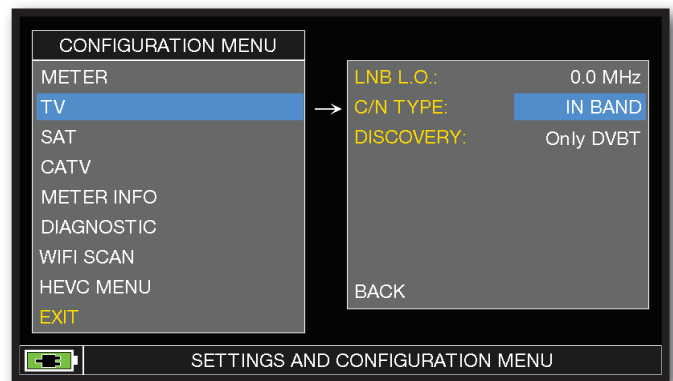 CONFIGURATION MENU
METER
TV
SAT
CATV
METER INFO
DIAGNOSTIC
WIFI SCAN
HEVC MENU
EXIT
LNB L.O.: 0.0 MHz
C/N TYPE: IN BAND
DISCOVERY: Only DVBT
BACK
SETTINGS AND CONFIGURATION MENU